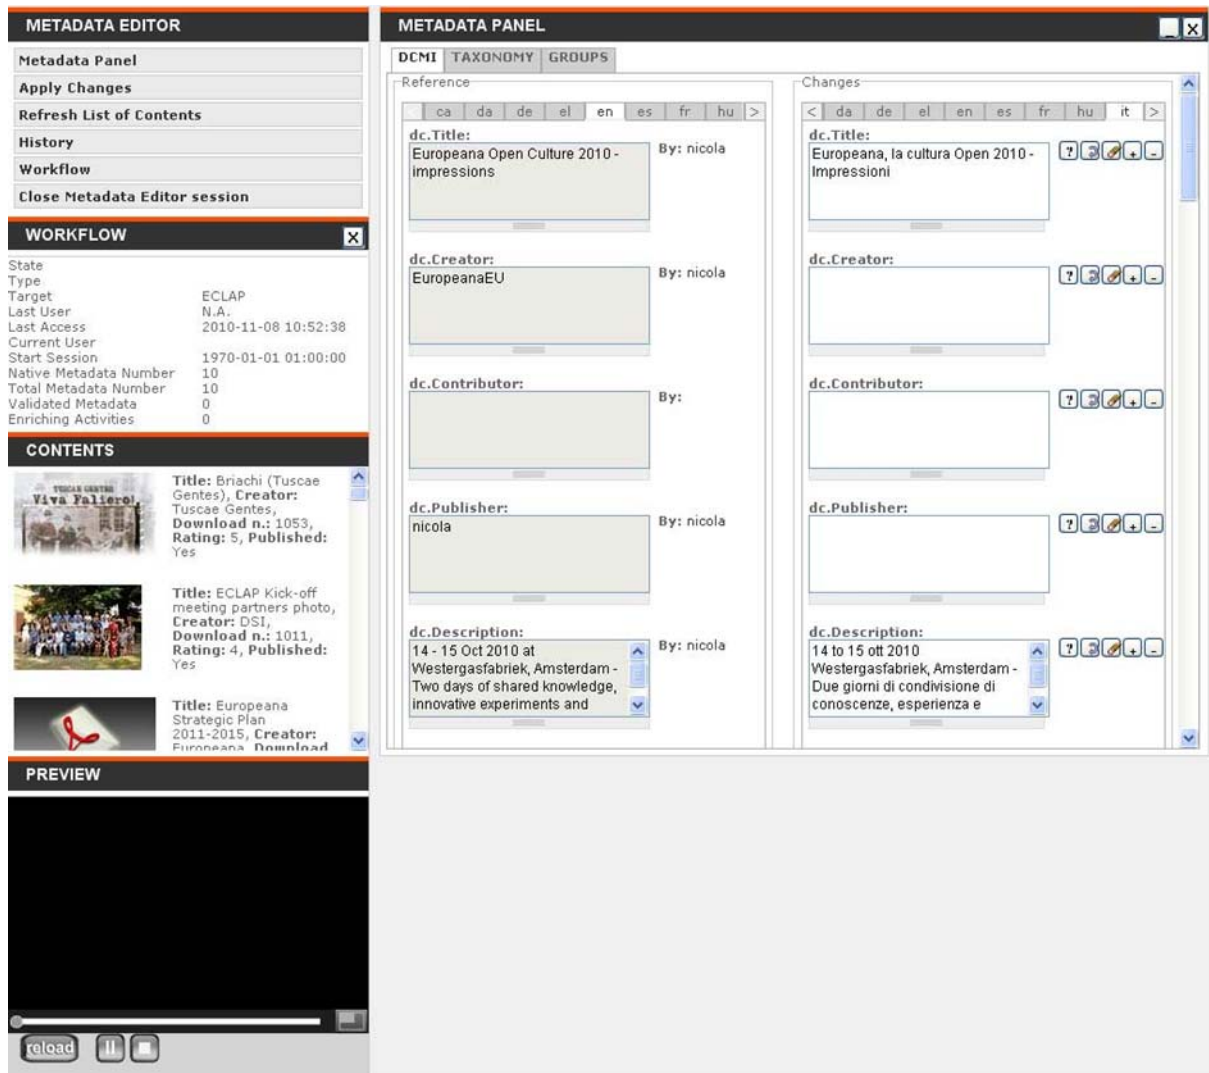 METADATA EDITOR
Metadata Panel
Apply Changes
Refresh List of Contents
History
Workflow
Close Metadata Editor session
WORKFLOW X
State
Type
Target ECLAP
Last User N.A.
Last Access 2010-11-08 10:52:38
Current User
Start Session 1970-01-01 01:00:00
Native Metadata Number 10
Total Metadata Number 10
Validated Metadata 0
Enriching Activities 0
CONTENTS
TUSCAE GENTES
Viva Faliero!
Title: Briachi (Tuscae
Gentes), Creator:
Tuscae Gentes,
Download n.: 1053,
Rating: 5, Published:
Yes
Title: ECLAP Kick-off
meeting partners photo,
Creator: DSI,
Download n.: 1011,
Rating: 4, Published:
Yes
Title: Europeana
Strategic Plan
2011-2015, Creator:
Europeana, Download
PREVIEW
reload
METADATA PANEL _ X
DCMI TAXONOMY GROUPS
Reference
ca da de el en es fr hu >
dc.Title:
Europeana Open Culture 2010 -
impressions
By: nicola
dc.Creator:
EuropeanaEU
By: nicola
dc.Contributor:
By:
dc.Publisher:
nicola
By: nicola
dc.Description:
14 - 15 Oct 2010 at
Westergasfabriek, Amsterdam -
Two days of shared knowledge,
innovative experiments and
By: nicola
Changes
< da de el en es fr hu it >
dc.Title:
Europeana, la cultura Open 2010 -
Impressioni
? + -
dc.Creator:
? + -
dc.Contributor:
? + -
dc.Publisher:
? + -
dc.Description:
14 to 15 ott 2010
Westergasfabriek, Amsterdam -
Due giorni di condivisione di
conoscenze, esperienza e
? + -